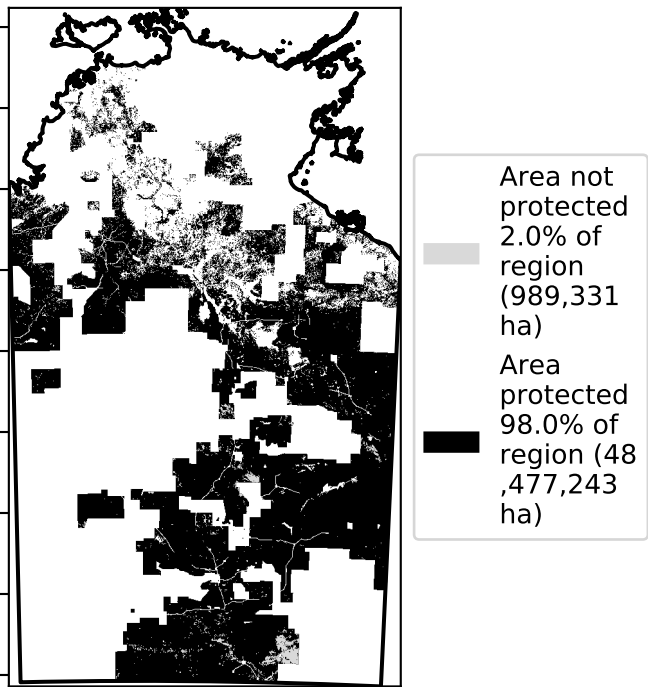 Area not
protected
2.0% of
region
(989,331
ha)
Area
protected
98.0% of
region (48
,477,243
ha)